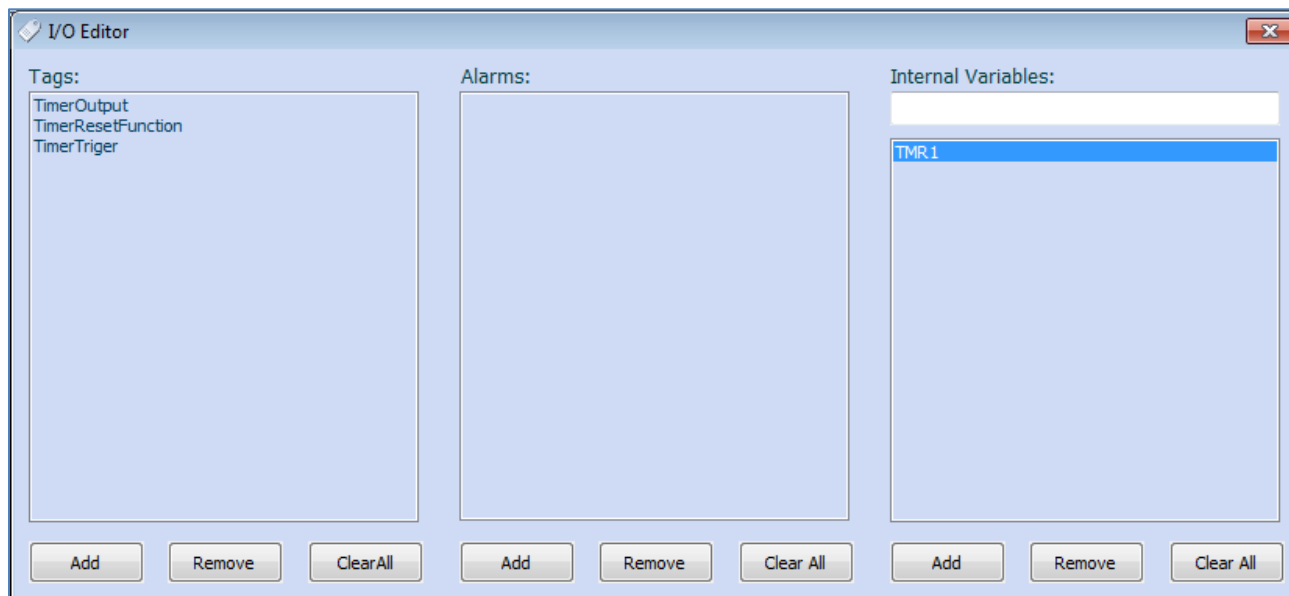 I/O Editor
Tags:
Alarms:
Internal Variables:
TimerOutput
TimerResetFunction
TimerTriger
TMR1
Add
Remove
ClearAll
Add
Remove
Clear All
Add
Remove
Clear All